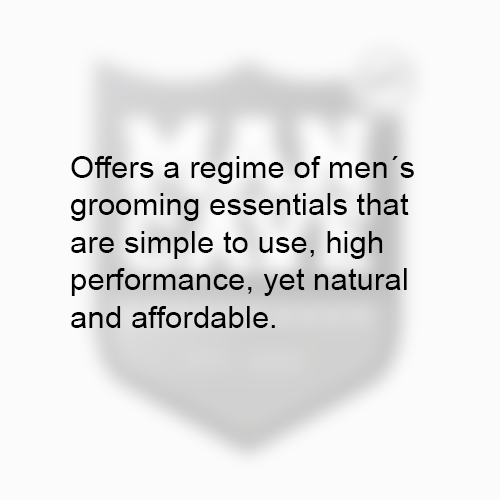 Offers a regime of men´s
grooming essentials that
are simple to use, high
performance, yet natural
and affordable.